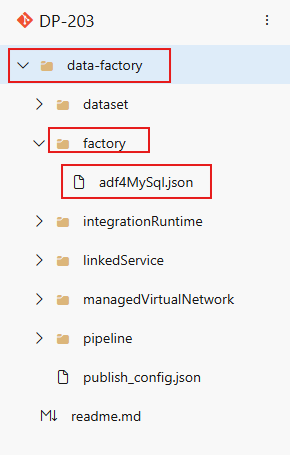 DP-203
data-factory
dataset
factory
adf4MySql.json
integrationRuntime
linkedService
managedVirtualNetwork
pipeline
publish_config.json
M↓ readme.md